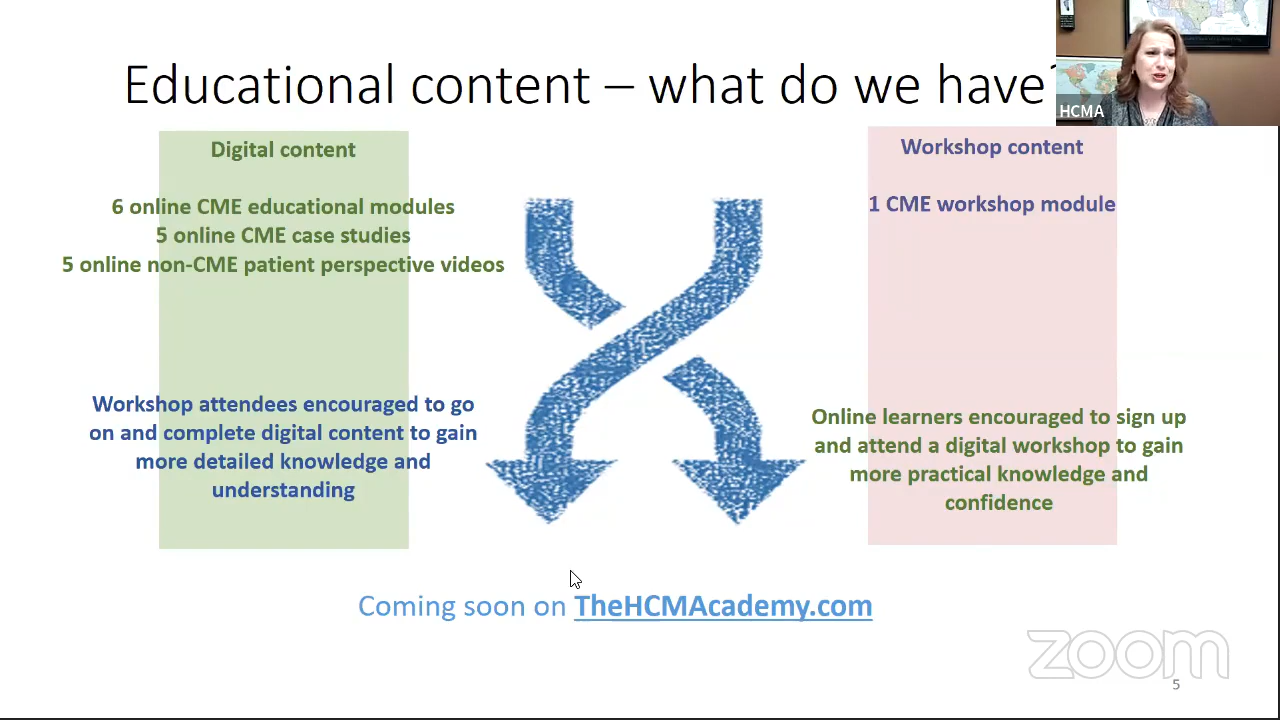 Educational content – what do we have?
HCMA
Digital content
6 online CME educational modules
5 online CME case studies
5 online non-CME patient perspective videos
Workshop attendees encouraged to go
on and complete digital content to gain
more detailed knowledge and
understanding
Workshop content
1 CME workshop module
Online learners encouraged to sign up
and attend a digital workshop to gain
more practical knowledge and
confidence
Coming soon on TheHCMAcademy.com
zoom
5